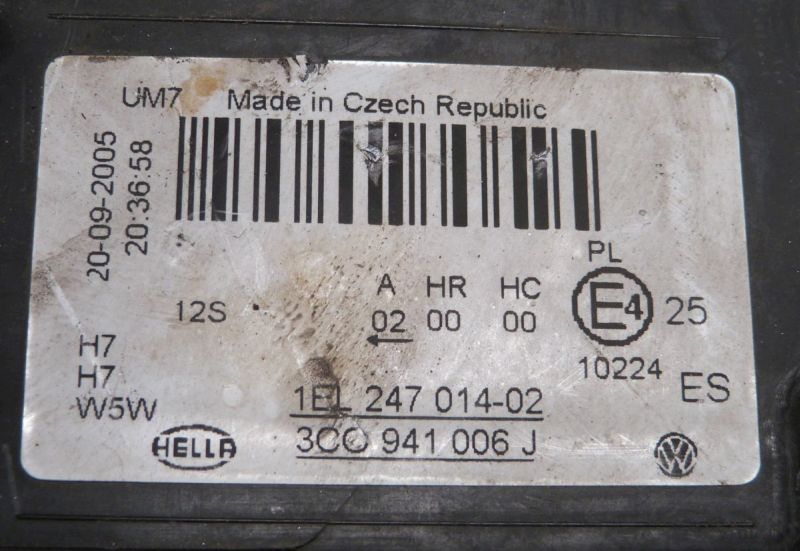 UM7 Made in Czech Republic
20-09-2005
20:36:58
PL
12S A HR HC
02 00 00 E4 25
10224
H7
H7
W5W
ES
1EL 247 014-02
3CC 941 006 J
HELLA
VW